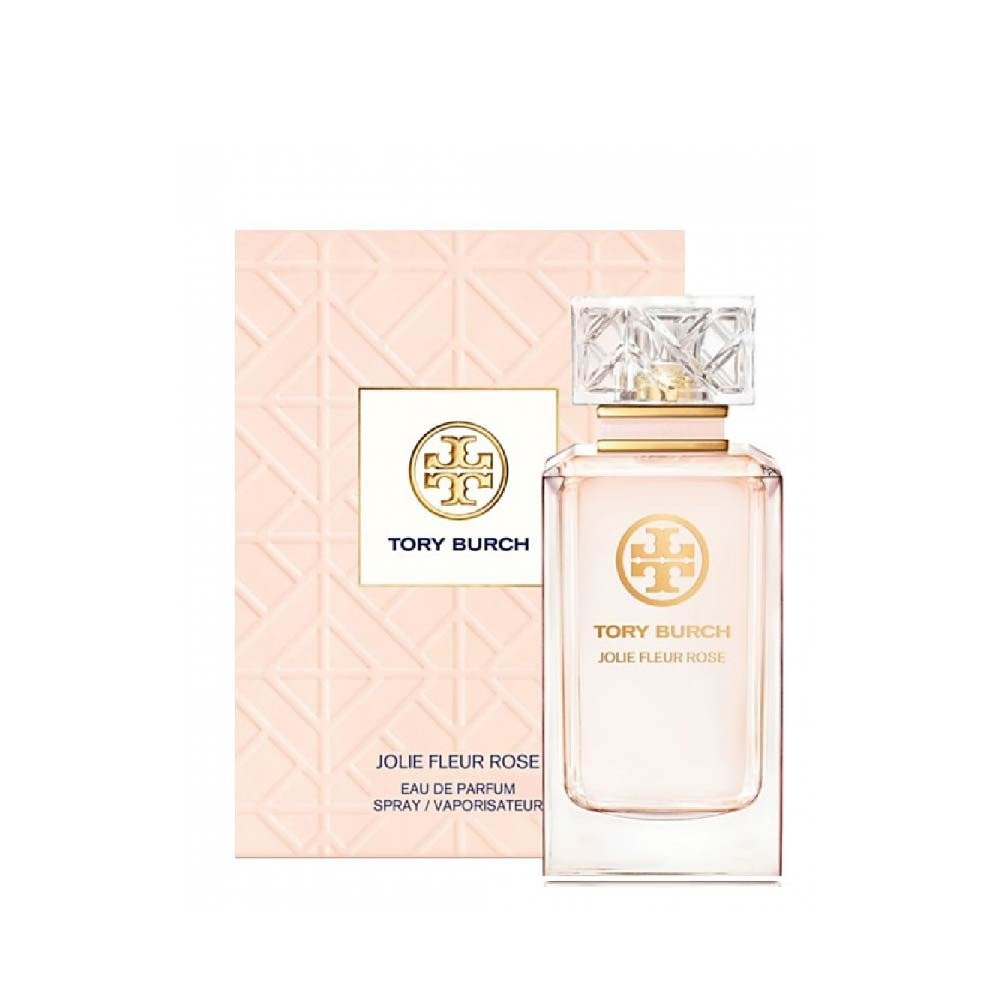 TORY BURCH
JOLIE FLEUR ROSE
EAU DE PARFUM
SPRAY / VAPORISATEUR
TORY BURCH
JOLIE FLEUR ROSE